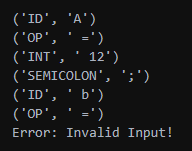 ('ID', 'A')
('OP', ' =')
('INT', ' 12')
('SEMICOLON', ';')
('ID', ' b')
('OP', ' =')
Error: Invalid Input!